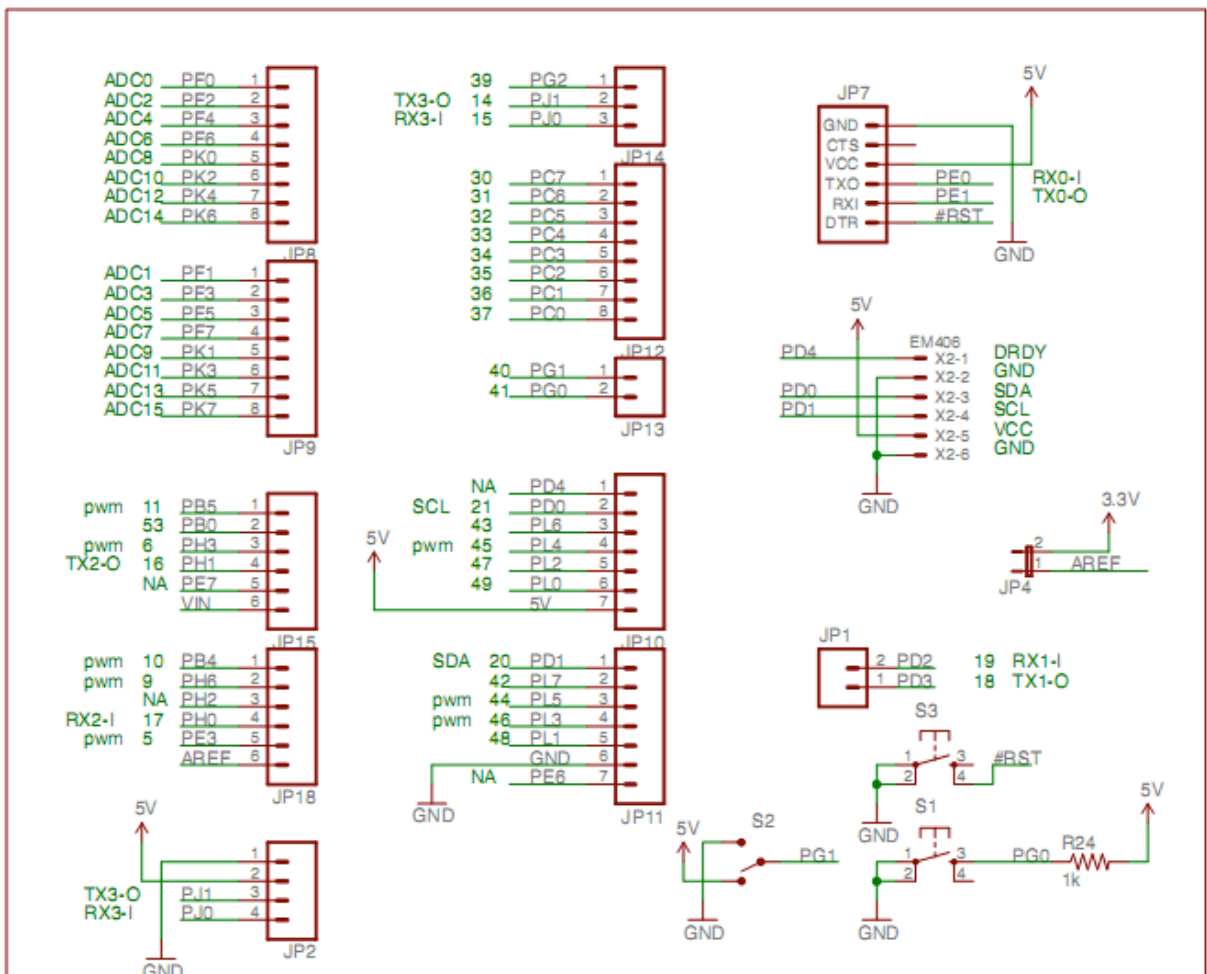 ADC0 PF0 1
ADC2 PF2 2
ADC4 PF4 3
ADC6 PF6 4
ADC8 PK0 5
ADC10 PK2 6
ADC12 PK4 7
ADC14 PK6 8
JP8
ADC1 PF1 1
ADC3 PF3 2
ADC5 PF5 3
ADC7 PF7 4
ADC9 PK1 5
ADC11 PK3 6
ADC13 PK5 7
ADC15 PK7 8
JP9
pwm 11 PB5 1
53 PB0 2
pwm 6 PH3 3
TX2-O 16 PH1 4
NA PE7 5
VIN 6
JP15
pwm 10 PB4 1
pwm 9 PH6 2
NA PH2 3
RX2-I 17 PH0 4
pwm 5 PE3 5
AREF 6
JP18
5V
1
2
TX3-O PJ1 3
RX3-I PJ0 4
JP2
GND
39 PG2 1
TX3-O 14 PJ1 2
RX3-I 15 PJ0 3
JP14
30 PC7 1
31 PC6 2
32 PC5 3
33 PC4 4
34 PC3 5
35 PC2 6
36 PC1 7
37 PC0 8
JP12
40 PG1 1
41 PG0 2
JP13
NA PD4 1
SCL 21 PD0 2
43 PL6 3
5V
pwm 45 PL4 4
47 PL2 5
49 PL0 6
5V 7
JP10
SDA 20 PD1 1
42 PL7 2
pwm 44 PL5 3
pwm 46 PL3 4
48 PL1 5
GND 6
NA PE6 7
GND
JP11
5V
JP7
GND
CTS
VCC
TXO PE0 RX0-I
RXI PE1 TX0-O
DTR #RST
GND
5V
EM406
PD4 X2-1 DRDY
X2-2 GND
PD0 X2-3 SDA
PD1 X2-4 SCL
X2-5 VCC
X2-6 GND
GND
3.3V
2
1 AREF
JP4
JP1
2 PD2 19 RX1-I
1 PD3 18 TX1-O
S3
1 3 #RST
2 4
GND
5V
S2
PG1
GND
S1
5V
1 3 PG0 R24
2 4 1k
GND